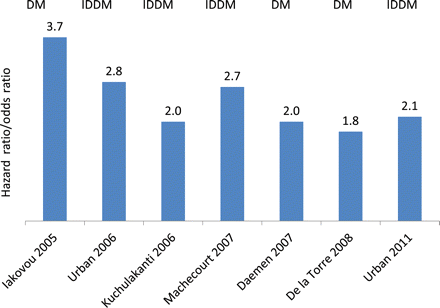 DM IDDM IDDM IDDM DM DM IDDM
3.7
2.8
2.0
2.7
2.0
1.8
2.1
Hazard ratio/odds ratio
Iakovou 2005
Urban 2006
Kuchulakanti 2006
Machecourt 2007
Daemen 2007
De la Torre 2008
Urban 2011